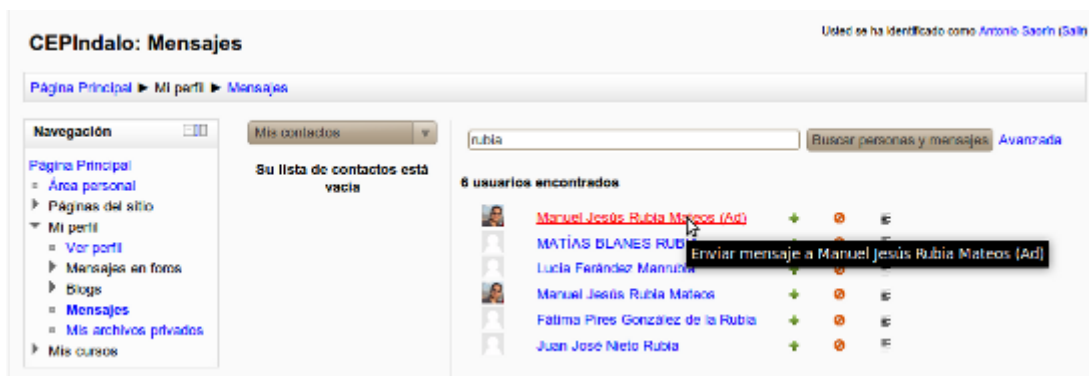 Usted se ha identificado como Antonio Saorín (Salir)
CEPIndalo: Mensajes
Página Principal ► Mi perfil ► Mensajes
Navegación
Página Principal
Área personal
Páginas del sitio
Mi perfil
Ver perfil
Mensajes en foros
Blogs
Mensajes
Mis archivos privados
Mis cursos
Mis contactos
Su lista de contactos está
vacía
rubia
Buscar personas y mensajes Avanzada
6 usuarios encontrados
Manuel Jesús Rubia Mateos (Ad)
MATÍAS BLANES RUB
Enviar mensaje a Manuel Jesús Rubia Mateos (Ad)
Lucía Ferández Manrubia
Manuel Jesús Rubia Mateos
Fátima Pires González de la Rubia
Juan José Nieto Rubia